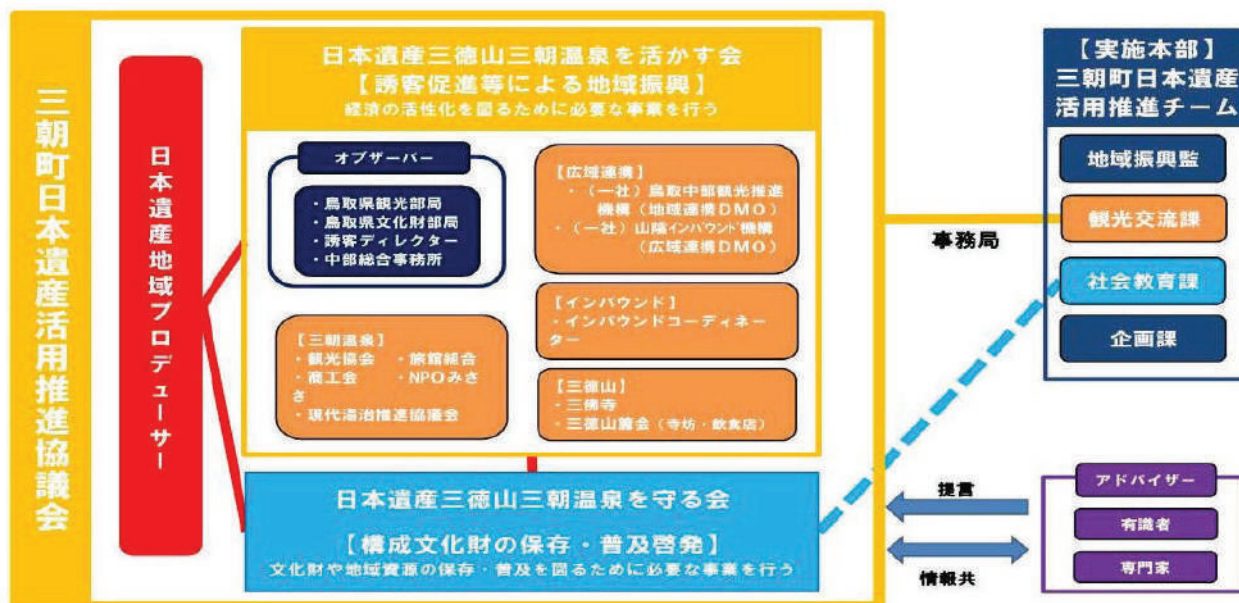 三朝町日本遺産活用推進協議会
日本遺産地域プロデューサー
日本遺産三徳山三朝温泉を活かす会
【誘客促進等による地域振興】
経済の活性化を図るために必要な事業を行う
オブザーバー
・鳥取県観光部局
・鳥取県文化財部局
・誘客ディレクター
・中部総合事務所
【三朝温泉】
・観光協会 ・旅館組合
・商工会 ・NPOみさ
さ
・現代湯治推進協議会
【広域連携】
・（一社）鳥取中部観光推進
機構（地域連携DMO）
・（一社）山陰インバウンド機構
（広域連携DMO）
【インバウンド】
・インバウンドコーディネー
ター
【三徳山】
・三佛寺
・三徳山麓会（寺坊・飲食店）
日本遺産三徳山三朝温泉を守る会
【構成文化財の保存・普及啓発】
文化財や地域資源の保存・普及を図るために必要な事業を行う
事務局
【実施本部】
三朝町日本遺産
活用推進チーム
地域振興監
観光交流課
社会教育課
企画課
提言
情報共
アドバイザー
有識者
専門家